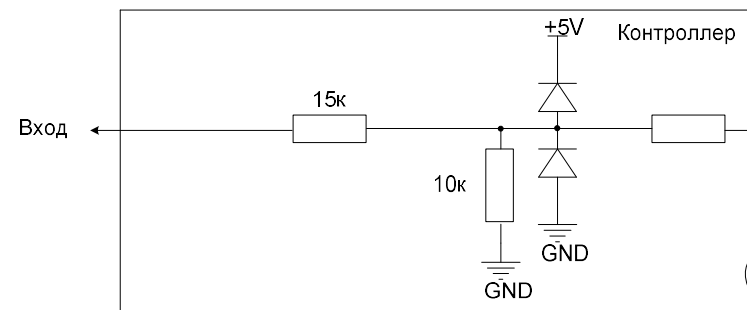 +5V
Контроллер
15к
Вход
10к
GND
GND